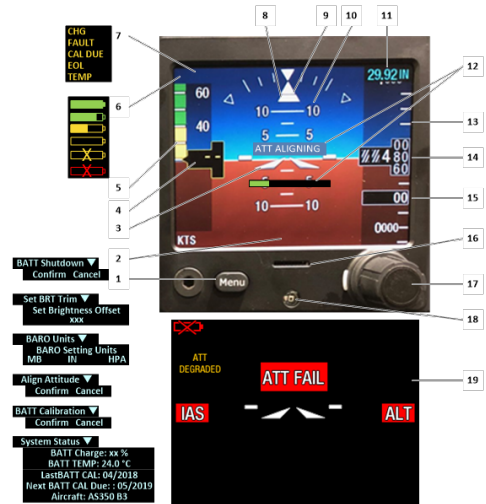 CHG
FAULT
CAL DUE
EOL
TEMP
7
8
9
10
11
12
13
14
15
16
17
18
19
6
5
4
3
2
1
60
40
KTS
10 10
5 5
ATT ALIGNING
5 5
10 10
29.92 IN
00
4 80
60
00
0000
Menu
BATT Shutdown ▼
Confirm Cancel
Set BRT Trim ▼
Set Brightness Offset
xxx
BARO Units ▼
BARO Setting Units
MB IN HPA
Align Attitude ▼
Confirm Cancel
BATT Calibration ▼
Confirm Cancel
System Status ▼
BATT Charge: xx %
BATT TEMP: 24.0 °C
LastBATT CAL: 04/2018
Next BATT CAL Due: : 05/2019
Aircraft: AS350 B3
ATT
DEGRADED
ATT FAIL
IAS
ALT